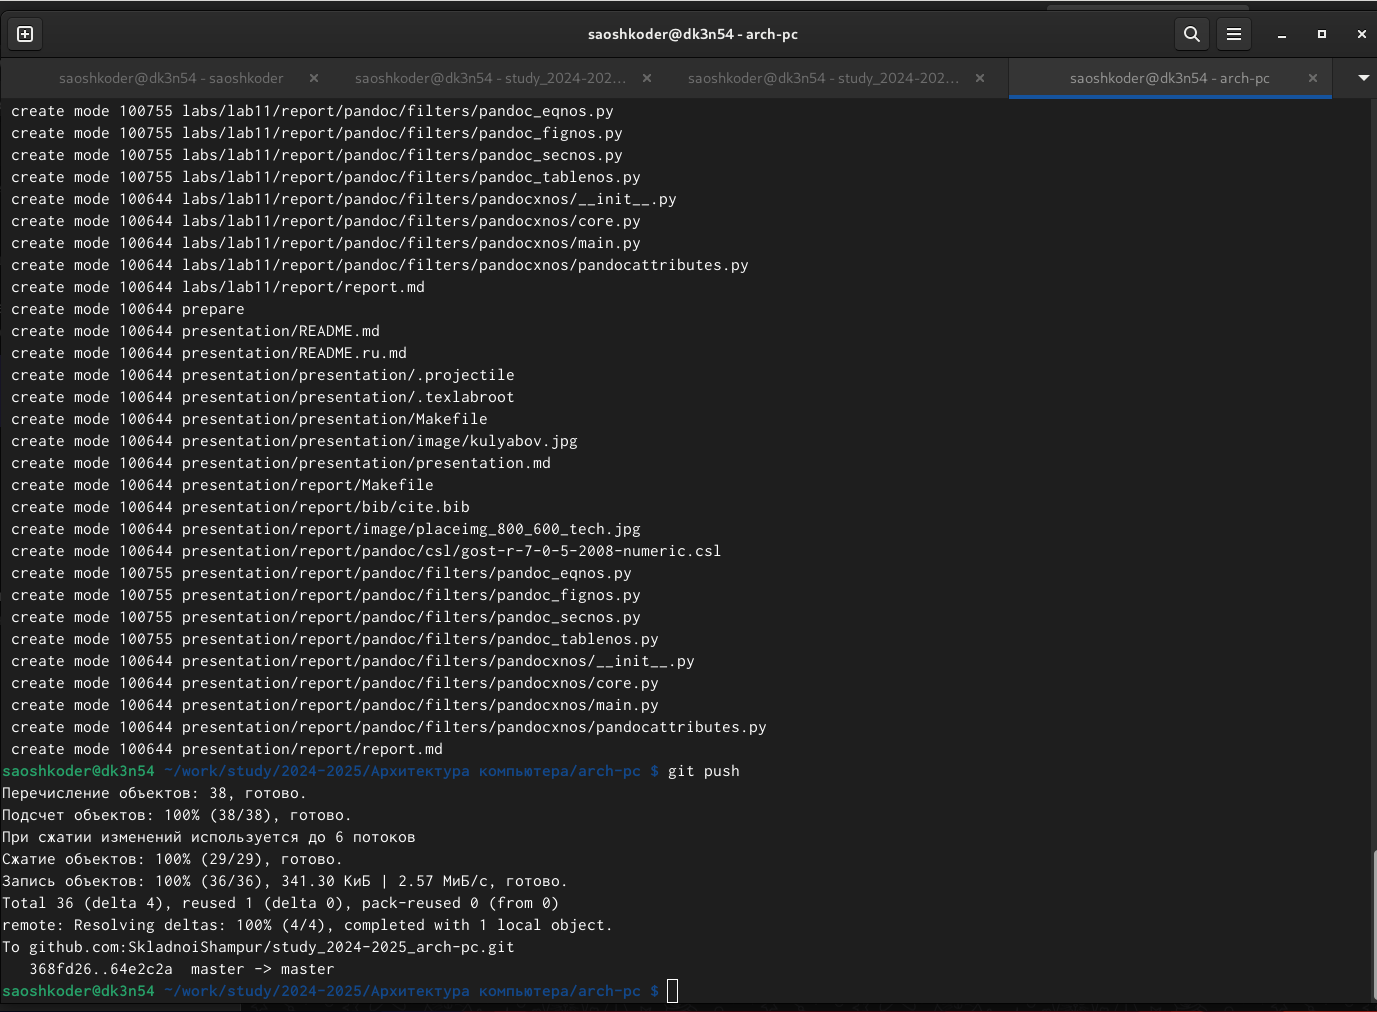 saoshkoder@dk3n54 - arch-pc
saoshkoder@dk3n54 - saoshkoder
saoshkoder@dk3n54 - study_2024-202...
saoshkoder@dk3n54 - study_2024-202...
saoshkoder@dk3n54 - arch-pc
create mode 100755 labs/lab11/report/pandoc/filters/pandoc_eqnos.py
create mode 100755 labs/lab11/report/pandoc/filters/pandoc_fignos.py
create mode 100755 labs/lab11/report/pandoc/filters/pandoc_secnos.py
create mode 100755 labs/lab11/report/pandoc/filters/pandoc_tablenos.py
create mode 100644 labs/lab11/report/pandoc/filters/pandocxnos/__init__.py
create mode 100644 labs/lab11/report/pandoc/filters/pandocxnos/core.py
create mode 100644 labs/lab11/report/pandoc/filters/pandocxnos/main.py
create mode 100644 labs/lab11/report/pandoc/filters/pandocxnos/pandocattributes.py
create mode 100644 labs/lab11/report/report.md
create mode 100644 prepare
create mode 100644 presentation/README.md
create mode 100644 presentation/README.ru.md
create mode 100644 presentation/presentation/.projectile
create mode 100644 presentation/presentation/.texlabroot
create mode 100644 presentation/presentation/Makefile
create mode 100644 presentation/presentation/image/kulyabov.jpg
create mode 100644 presentation/presentation/presentation.md
create mode 100644 presentation/report/Makefile
create mode 100644 presentation/report/bib/cite.bib
create mode 100644 presentation/report/image/placeimg_800_600_tech.jpg
create mode 100644 presentation/report/pandoc/csl/gost-r-7-0-5-2008-numeric.csl
create mode 100755 presentation/report/pandoc/filters/pandoc_eqnos.py
create mode 100755 presentation/report/pandoc/filters/pandoc_fignos.py
create mode 100755 presentation/report/pandoc/filters/pandoc_secnos.py
create mode 100755 presentation/report/pandoc/filters/pandoc_tablenos.py
create mode 100644 presentation/report/pandoc/filters/pandocxnos/__init__.py
create mode 100644 presentation/report/pandoc/filters/pandocxnos/core.py
create mode 100644 presentation/report/pandoc/filters/pandocxnos/main.py
create mode 100644 presentation/report/pandoc/filters/pandocxnos/pandocattributes.py
create mode 100644 presentation/report/report.md
saoshkoder@dk3n54 ~/work/study/2024-2025/Архитектура компьютера/arch-pc $ git push
Перечисление объектов: 38, готово.
Подсчет объектов: 100% (38/38), готово.
При сжатии изменений используется до 6 потоков
Сжатие объектов: 100% (29/29), готово.
Запись объектов: 100% (36/36), 341.30 КиБ | 2.57 МиБ/с, готово.
Total 36 (delta 4), reused 1 (delta 0), pack-reused 0 (from 0)
remote: Resolving deltas: 100% (4/4), completed with 1 local object.
To github.com:SkladnoiShampur/study_2024-2025_arch-pc.git
368fd26..64e2c2a  master -> master
saoshkoder@dk3n54 ~/work/study/2024-2025/Архитектура компьютера/arch-pc $